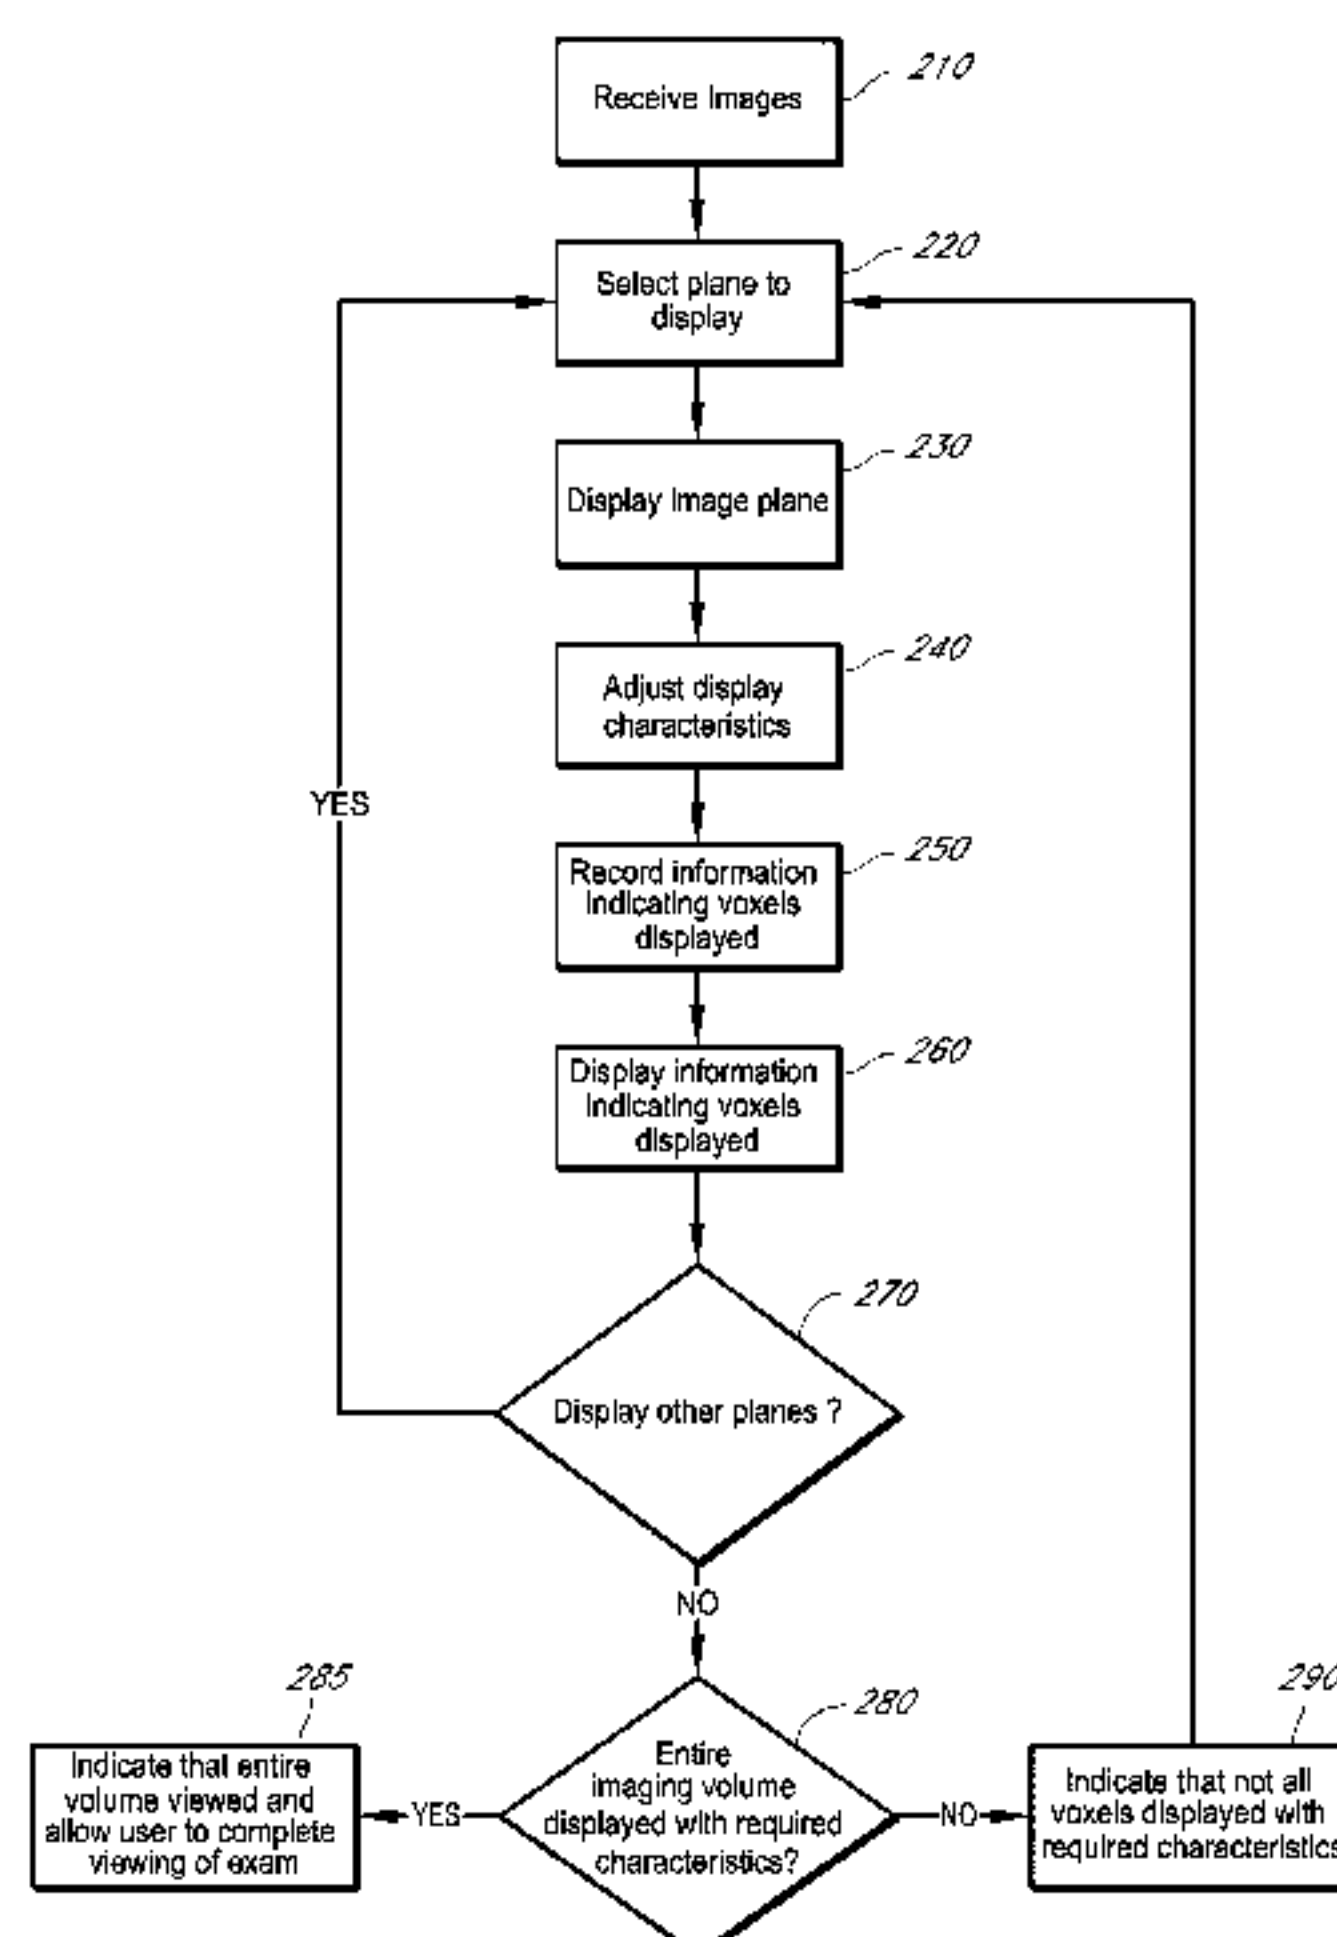 Receive Images
210
Select plane to
display
220
Display Image plane
230
Adjust display
characteristics
240
YES
Record information
Indicating voxels
displayed
250
Display information
Indicating voxels
displayed
260
Display other planes ?
270
NO
285
Indicate that entire
volume viewed and
allow user to complete
viewing of exam
YES
Entire
imaging volume
displayed with required
characteristics?
280
NO
290
Indicate that not all
voxels displayed with
required characteristics